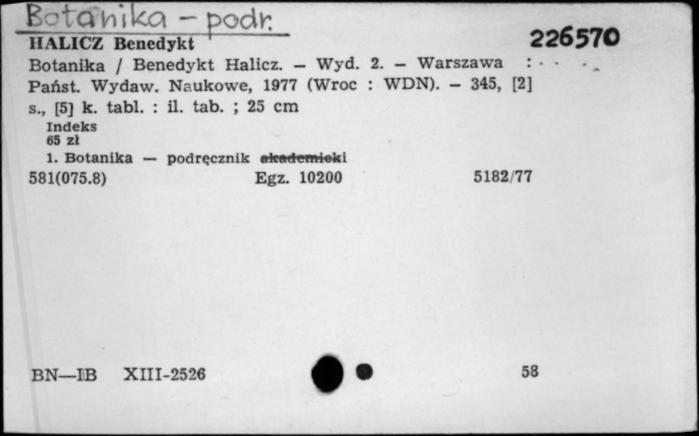 Botanika - podr.
HALICZ Benedykt 226570
Botanika / Benedykt Halicz. — Wyd. 2. — Warszawa :
Państ. Wydaw. Naukowe, 1977 (Wroc : WDN). — 345, [2]
s., [5] k. tabl. : il. tab. ; 25 cm
Indeks
65 zł
1. Botanika — podręcznik akademicki
581(075.8) Egz. 10200 5182/77
BN—IB XIII-2526 58